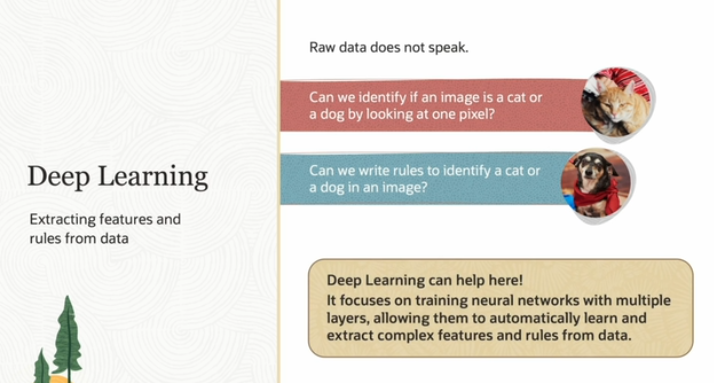 Deep Learning
Extracting features and
rules from data
Raw data does not speak.
Can we identify if an image is a cat or
a dog by looking at one pixel?
Can we write rules to identify a cat or
a dog in an image?
Deep Learning can help here!
It focuses on training neural networks with multiple
layers, allowing them to automatically learn and
extract complex features and rules from data.